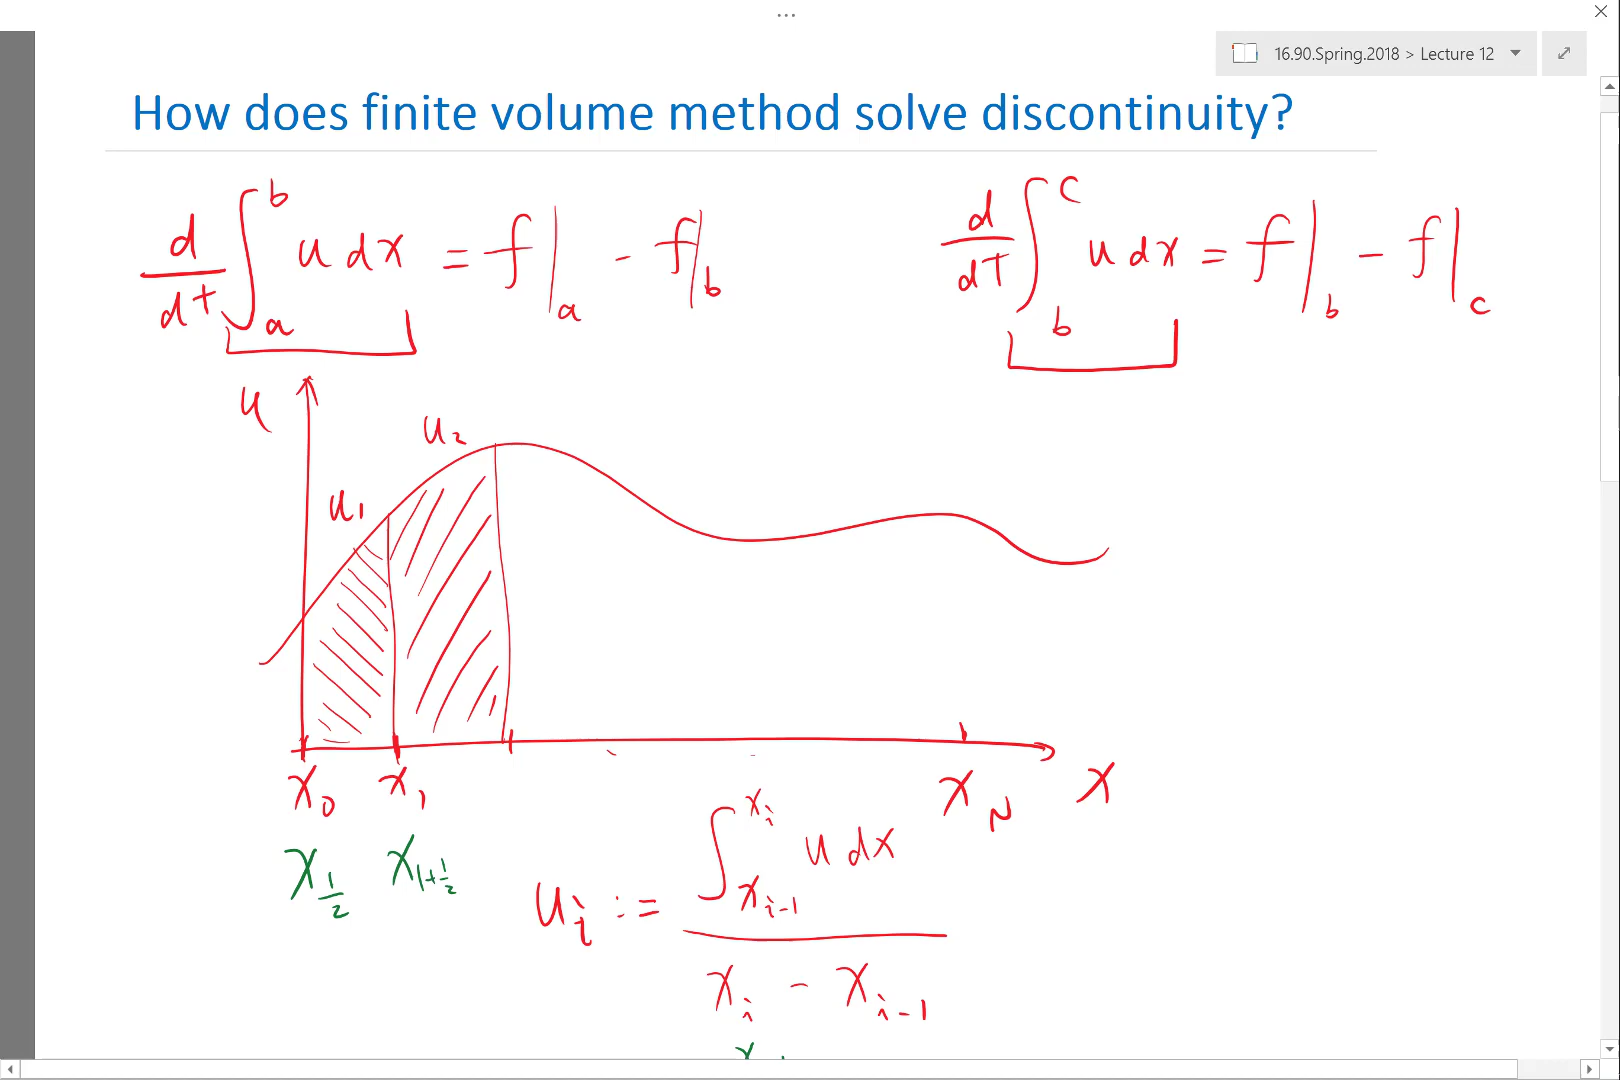 16.90.Spring.2018 > Lecture 12
How does finite volume method solve discontinuity?
d/dt ∫_a^b u dx = f|_a - f|_b
d/dt ∫_b^c u dx = f|_b - f|_c
u
u₂
u₁
x₀ x₁ x_N x
x_{1/2} x_{1+1/2}
u_i := ∫_{x_{i-1}}^{x_i} u dx / (x_i - x_{i-1})